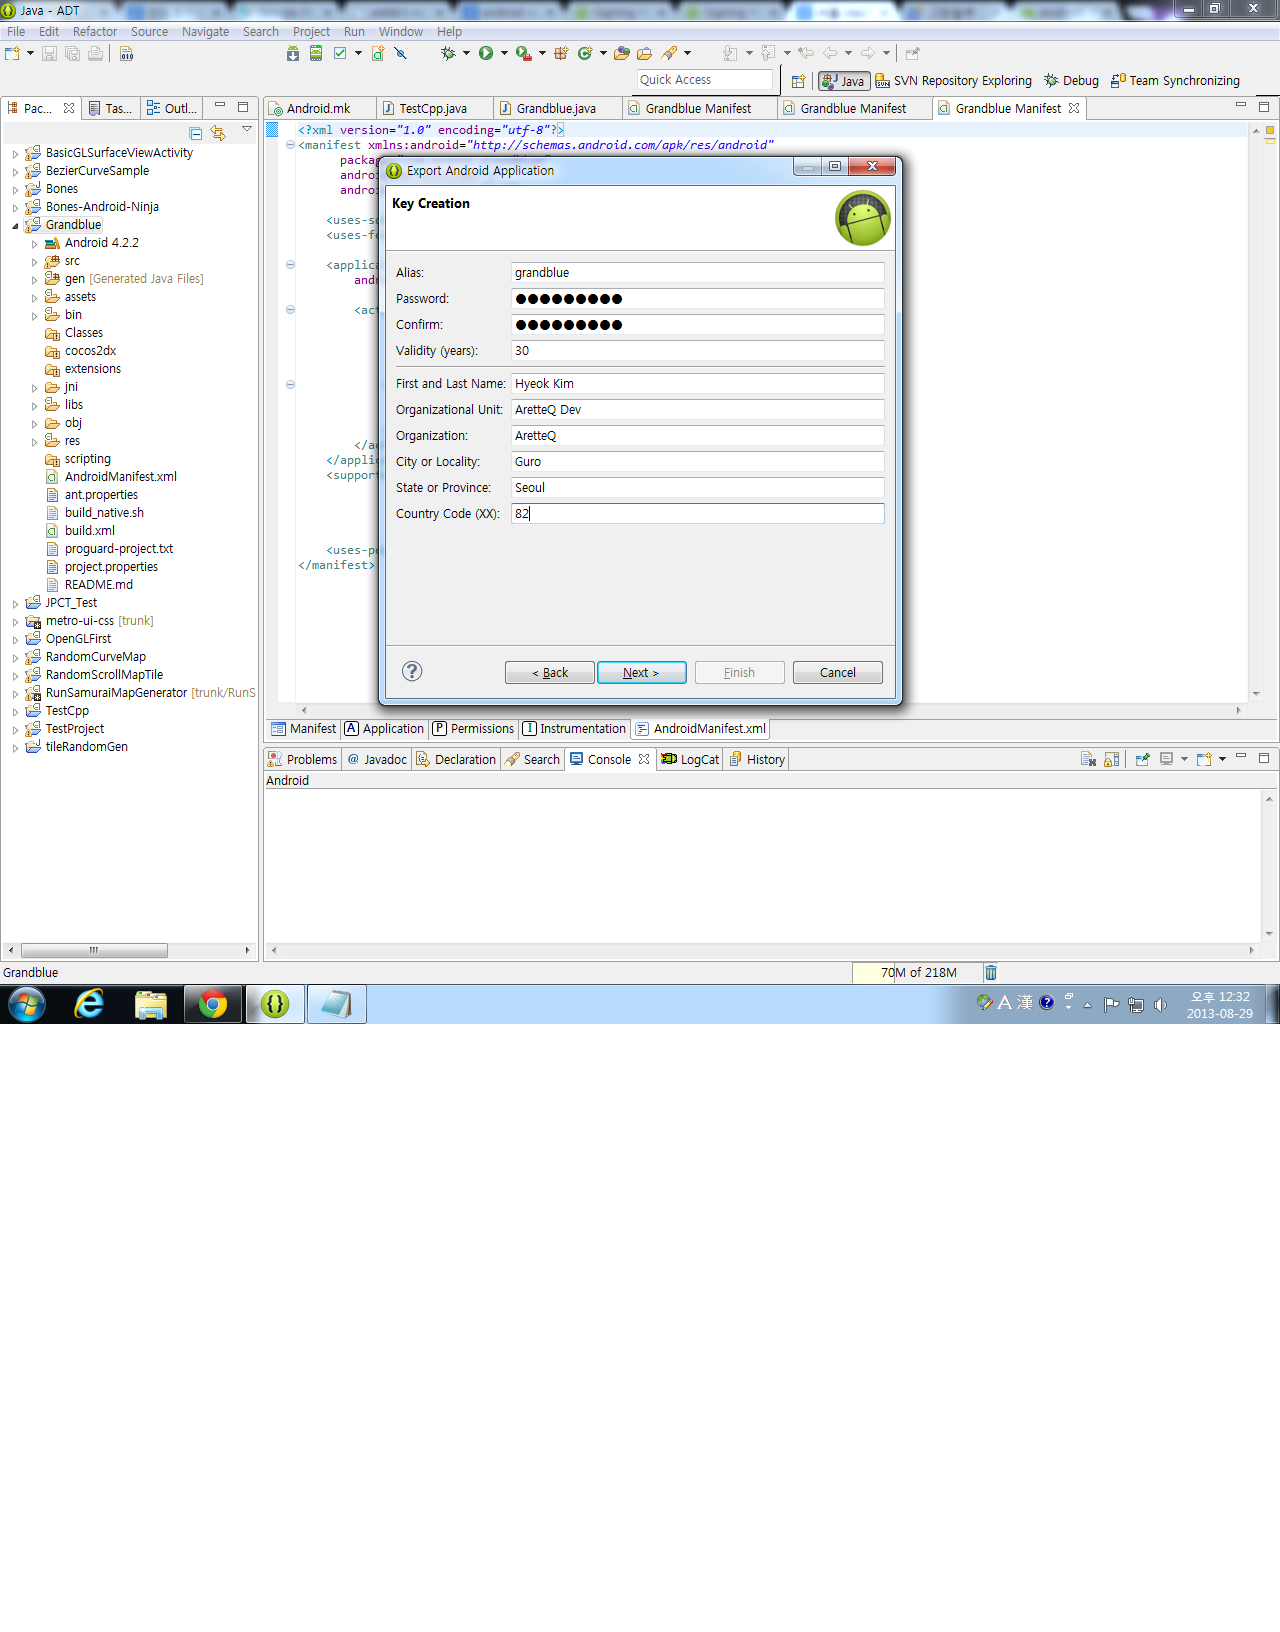 Java - ADT
File Edit Refactor Source Navigate Search Project Run Window Help
Quick Access
Java SVN Repository Exploring Debug Team Synchronizing
Pac... Tas... Outl...
Android.mk TestCpp.java Grandblue.java Grandblue Manifest Grandblue Manifest Grandblue Manifest
BasicGLSurfaceViewActivity
BezierCurveSample
Bones
Bones-Android-Ninja
Grandblue
Android 4.2.2
src
gen [Generated Java Files]
assets
bin
Classes
cocos2dx
extensions
jni
libs
obj
res
scripting
AndroidManifest.xml
ant.properties
build_native.sh
build.xml
proguard-project.txt
project.properties
README.md
JPCT_Test
metro-ui-css [trunk]
OpenGLFirst
RandomCurveMap
RandomScrollMapTile
RunSamuraiMapGenerator [trunk/RunS
TestCpp
TestProject
tileRandomGen
<?xml version="1.0" encoding="utf-8"?>
<manifest xmlns:android="http://schemas.android.com/apk/res/android"
packag
androi
androi
<uses-s
<uses-fe
<applica
andr
<act
</ac
</applic
<support
<uses-pe
</manifest>
Export Android Application
Key Creation
Alias: grandblue
Password: ●●●●●●●●●
Confirm: ●●●●●●●●●
Validity (years): 30
First and Last Name: Hyeok Kim
Organizational Unit: AretteQ Dev
Organization: AretteQ
City or Locality: Guro
State or Province: Seoul
Country Code (XX): 82
? < Back Next > Finish Cancel
Manifest A Application P Permissions I Instrumentation AndroidManifest.xml
Problems @ Javadoc Declaration Search Console LogCat History
Android
Grandblue
70M of 218M
A 漢 ?
오후 12:32
2013-08-29